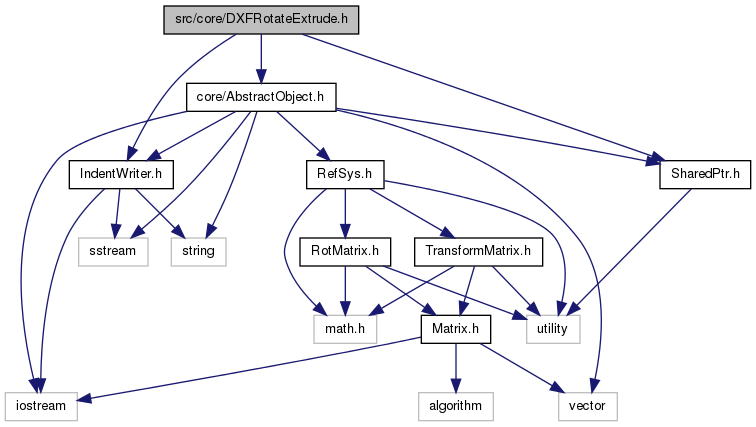 src/core/DXFRotateExtrude.h
core/AbstractObject.h
IndentWriter.h
RefSys.h
SharedPtr.h
sstream
string
RotMatrix.h
TransformMatrix.h
math.h
Matrix.h
utility
iostream
algorithm
vector